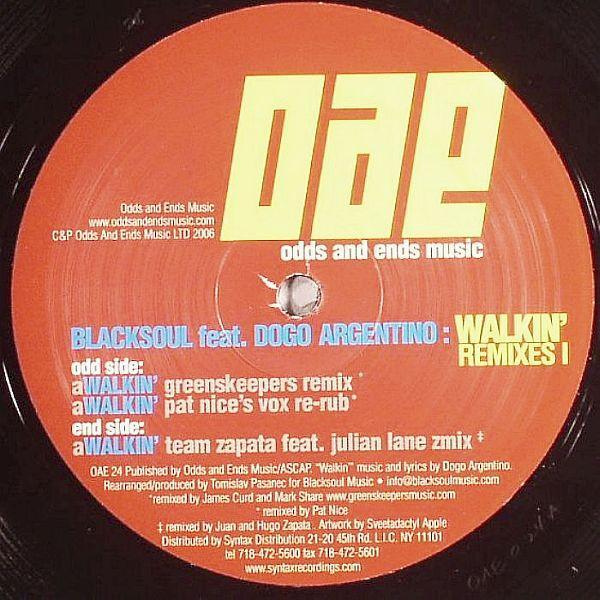 oae
odds and ends music
Odds and Ends Music
www.oddsandendsmusic.com
C&P Odds And Ends Music LTD 2006
BLACKSOUL feat. DOGO ARGENTINO : WALKIN'
REMIXES I
odd side:
aWALKIN' greenskeepers remix *
aWALKIN' pat nice's vox re-rub*
end side:
aWALKIN' team zapata feat. julian lane zmix ‡
OAE 24 Published by Odds and Ends Music/ASCAP. "Walkin'" music and lyrics by Dogo Argentino.
Rearranged/produced by Tomislav Pasanec for Blacksoul Music • info@blacksoulmusic.com
*remixed by James Curd and Mark Share www.greenskeepersmusic.com
* remixed by Pat Nice
‡ remixed by Juan and Hugo Zapata . Artwork by Sveetadactyl Apple
Distributed by Syntax Distribution 21-20 45th Rd. L.I.C. NY 11101
tel 718-472-5600 fax 718-472-5601
www.syntaxrecordings.com